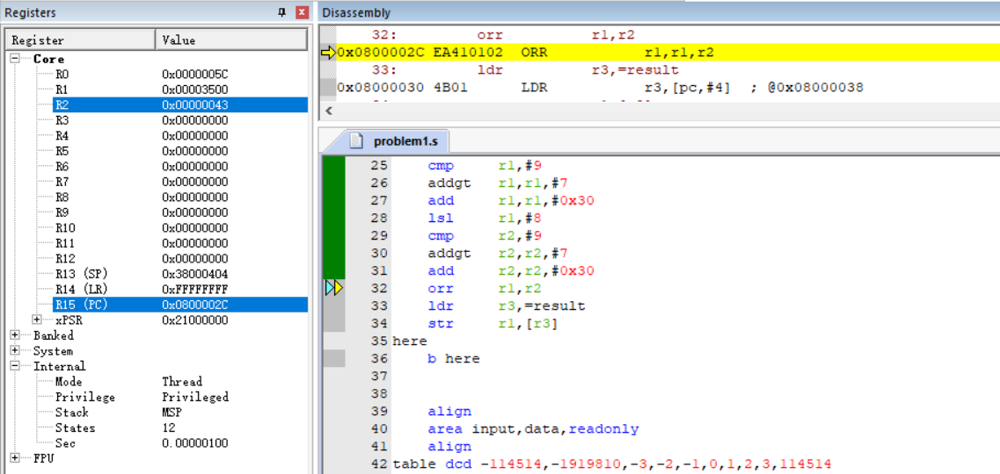 Registers
Register Value
Core
R0 0x0000005C
R1 0x00003500
R2 0x00000043
R3 0x00000000
R4 0x00000000
R5 0x00000000
R6 0x00000000
R7 0x00000000
R8 0x00000000
R9 0x00000000
R10 0x00000000
R11 0x00000000
R12 0x00000000
R13 (SP) 0x38000404
R14 (LR) 0xFFFFFFFF
R15 (PC) 0x0800002C
xPSR 0x21000000
Banked
System
Internal
Mode Thread
Privilege Privileged
Stack MSP
States 12
Sec 0.00000100
FPU
Disassembly
32: orr r1,r2
0x0800002C EA410102 ORR r1,r1,r2
33: ldr r3,=result
0x08000030 4B01 LDR r3,[pc,#4] ; @0x08000038
problem1.s
25 cmp r1,#9
26 addgt r1,r1,#7
27 add r1,r1,#0x30
28 lsl r1,#8
29 cmp r2,#9
30 addgt r2,r2,#7
31 add r2,r2,#0x30
32 orr r1,r2
33 ldr r3,=result
34 str r1,[r3]
35 here
36 b here
37
38
39 align
40 area input,data,readonly
41 align
42 table dcd -114514,-1919810,-3,-2,-1,0,1,2,3,114514